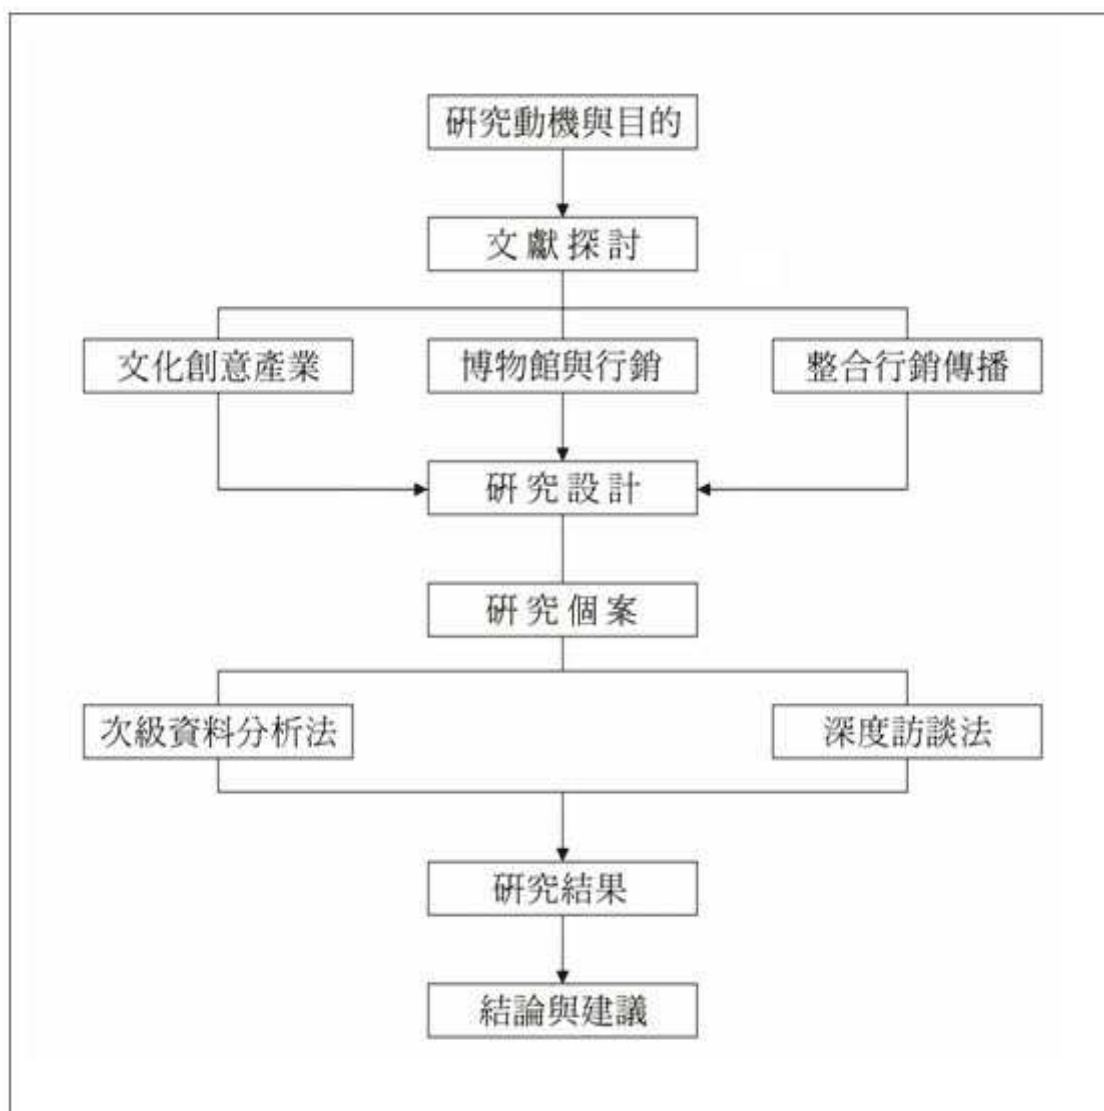 研究動機與目的
文獻探討
文化創意產業
博物館與行銷
整合行銷傳播
研究設計
研究個案
次級資料分析法
深度訪談法
研究結果
結論與建議